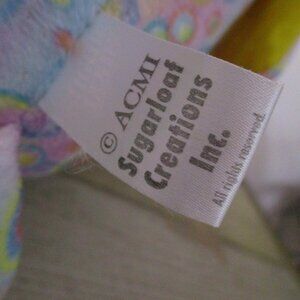 © ACMI
Sugarloaf
Creations
Inc.
All rights reserved.